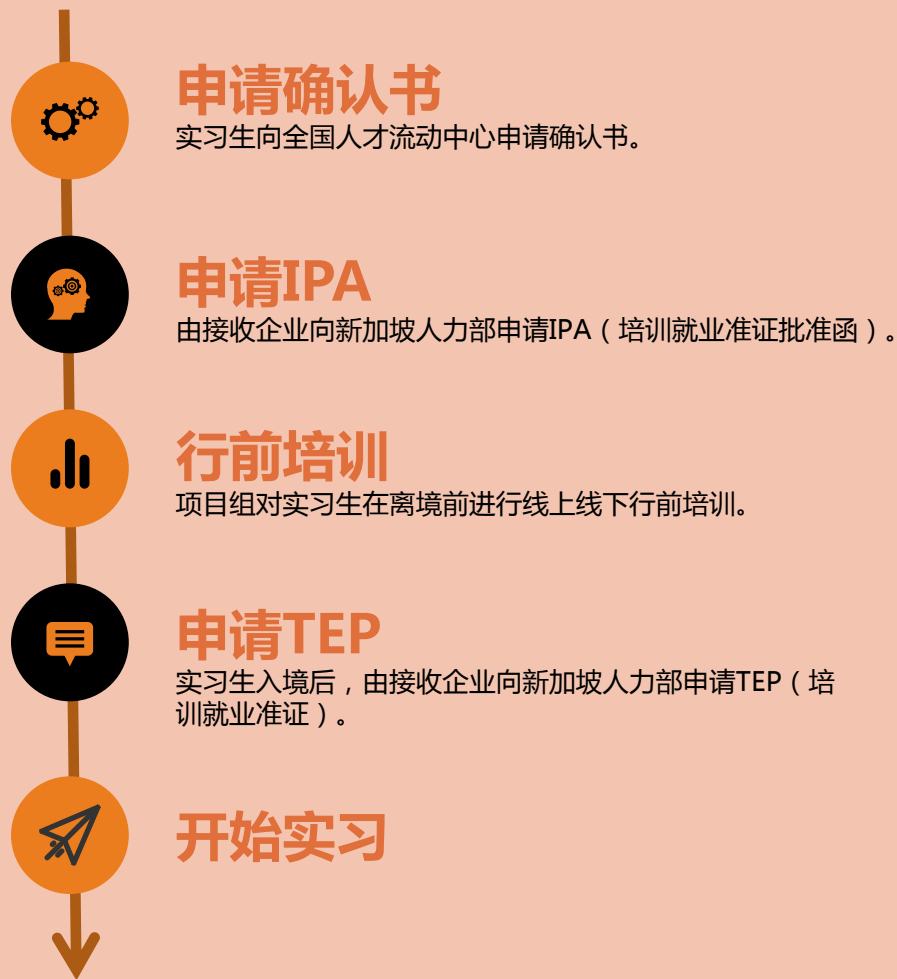 申请确认书
实习生向全国人才流动中心申请确认书。
申请IPA
由接收企业向新加坡人力部申请IPA（培训就业准证批准函）。
行前培训
项目组对实习生在离境前进行线上线下行前培训。
申请TEP
实习生入境后，由接收企业向新加坡人力部申请TEP（培
训就业准证）。
开始实习